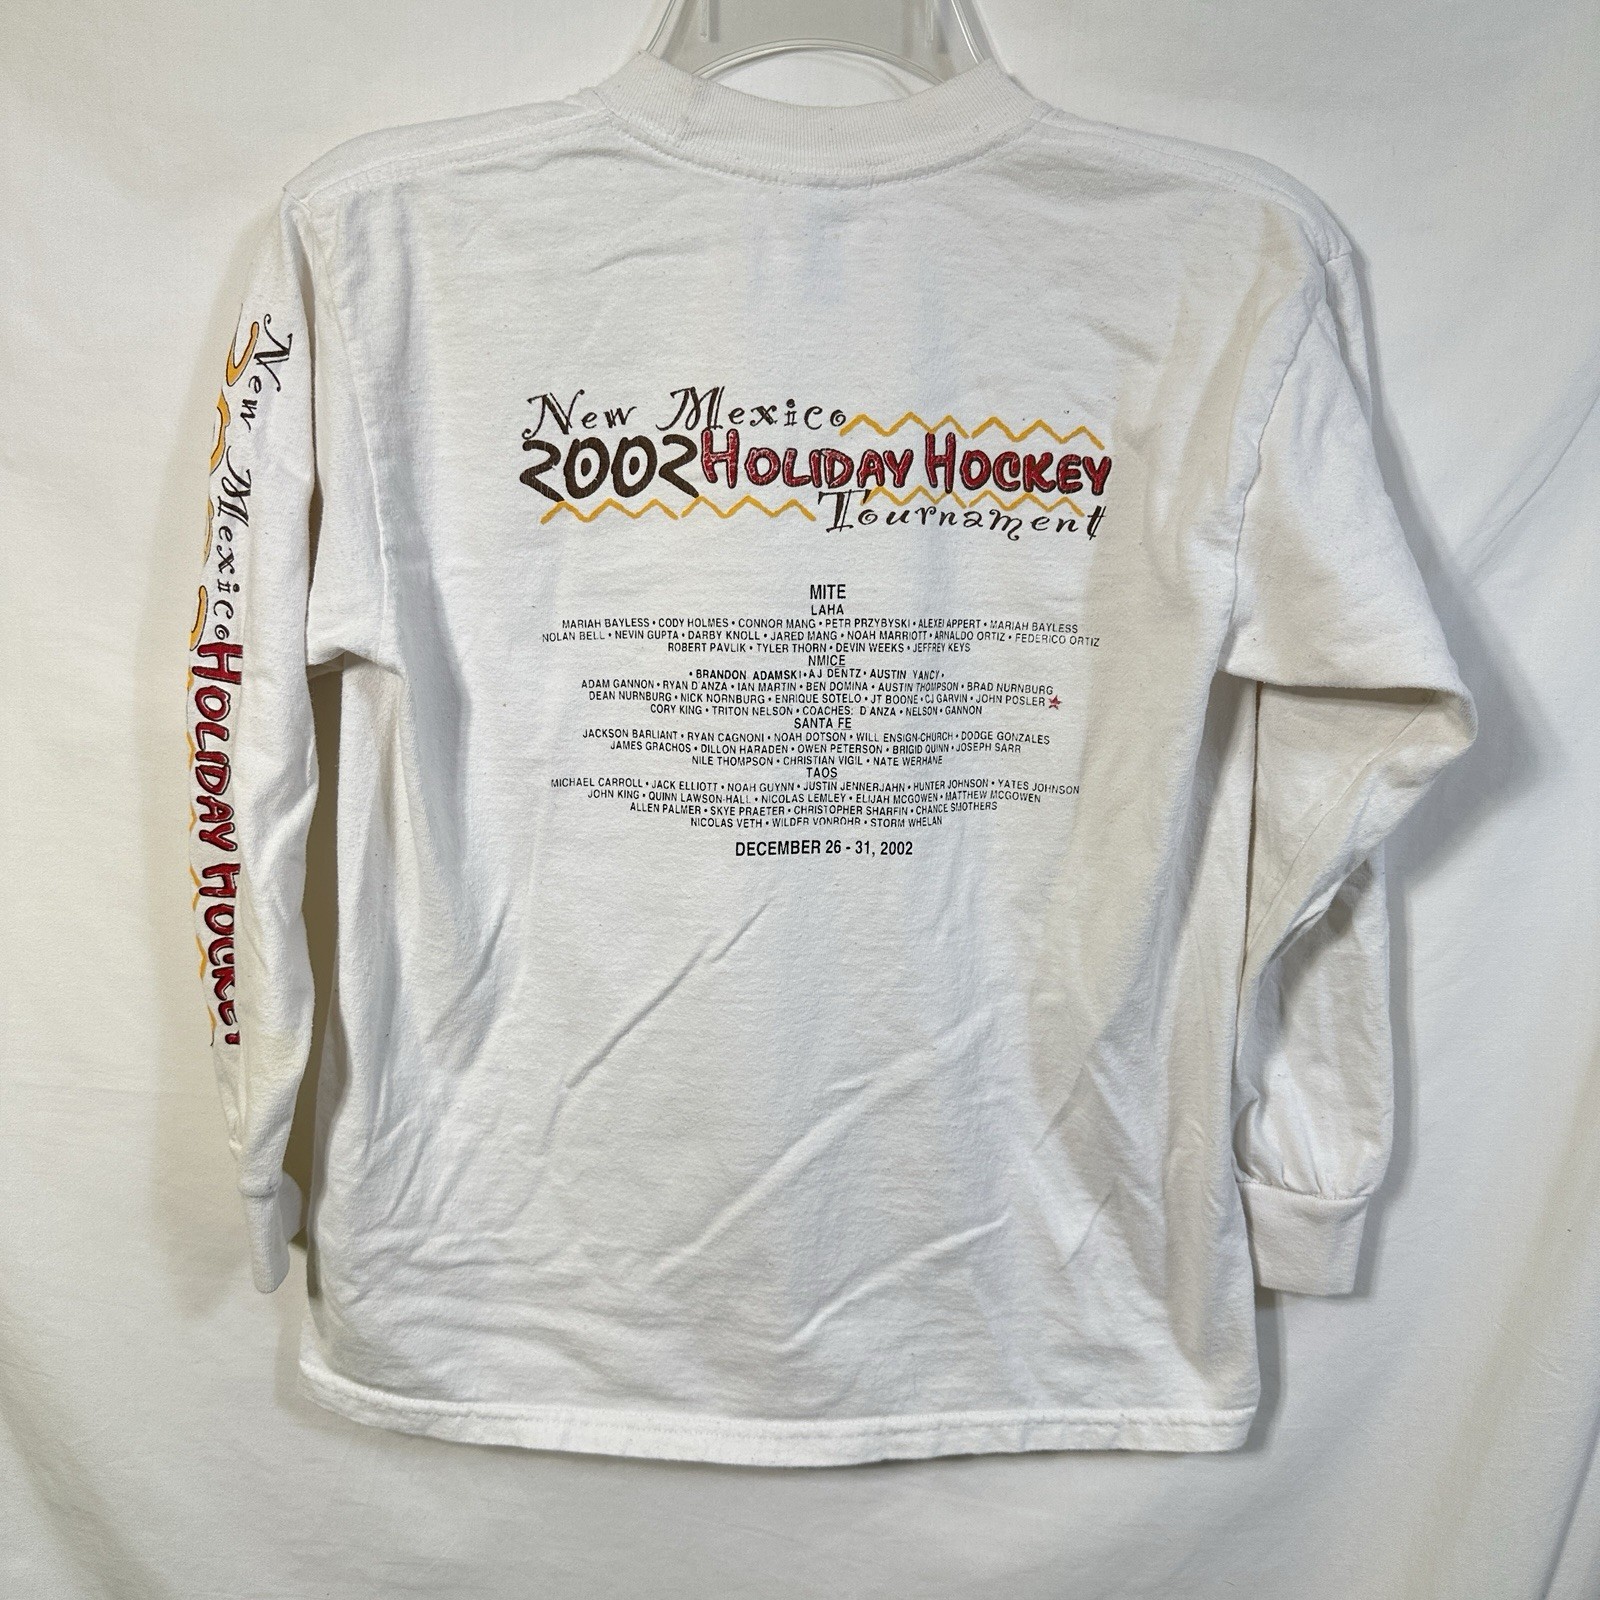 New Mexico
2002 HOLIDAY HOCKEY
Tournament
MITE
LAHA
MARIAH BAYLESS • CODY HOLMES • CONNOR MANG • PETR PRZYBYSKI • ALEXEI APPERT • MARIAH BAYLESS
NOLAN BELL • NEVIN GUPTA • DARBY KNOLL • JARED MANG • NOAH MARRIOTT • ARNALDO ORTIZ • FEDERICO ORTIZ
ROBERT PAVLIK • TYLER THORN • DEVIN WEEKS • JEFFREY KEYS
NMICE
• BRANDON ADAMSKI • AJ DENTZ • AUSTIN YANCY •
ADAM GANNON • RYAN D'ANZA • IAN MARTIN • BEN DOMINA • AUSTIN THOMPSON • BRAD NURNBURG
DEAN NURNBURG • NICK NORNBURG • ENRIQUE SOTELO • JT BOONE • CJ GARVIN • JOHN POSLER
CORY KING • TRITON NELSON • COACHES: D'ANZA • NELSON • GANNON
SANTA FE
JACKSON BARLIANT • RYAN CAGNONI • NOAH DOTSON • WILL ENSIGN-CHURCH • DODGE GONZALES
JAMES GRACHOS • DILLON HARADEN • OWEN PETERSON • BRIGID QUINN • JOSEPH SARR
NILE THOMPSON • CHRISTIAN VIGIL • NATE WERHANE
TAOS
MICHAEL CARROLL • JACK ELLIOTT • NOAH GUYNN • JUSTIN JENNERJAHN • HUNTER JOHNSON • YATES JOHNSON
JOHN KING • QUINN LAWSON-HALL • NICOLAS LEMLEY • ELIJAH MCGOWEN • MATTHEW MCGOWEN
ALLEN PALMER • SKYE PRAETER • CHRISTOPHER SHARFIN • CHANCE SMOTHERS
NICOLAS VETH • WILDER VONROHR • STORM WHELAN
DECEMBER 26 - 31, 2002
New Mexico
HOLIDAY HOCKEY